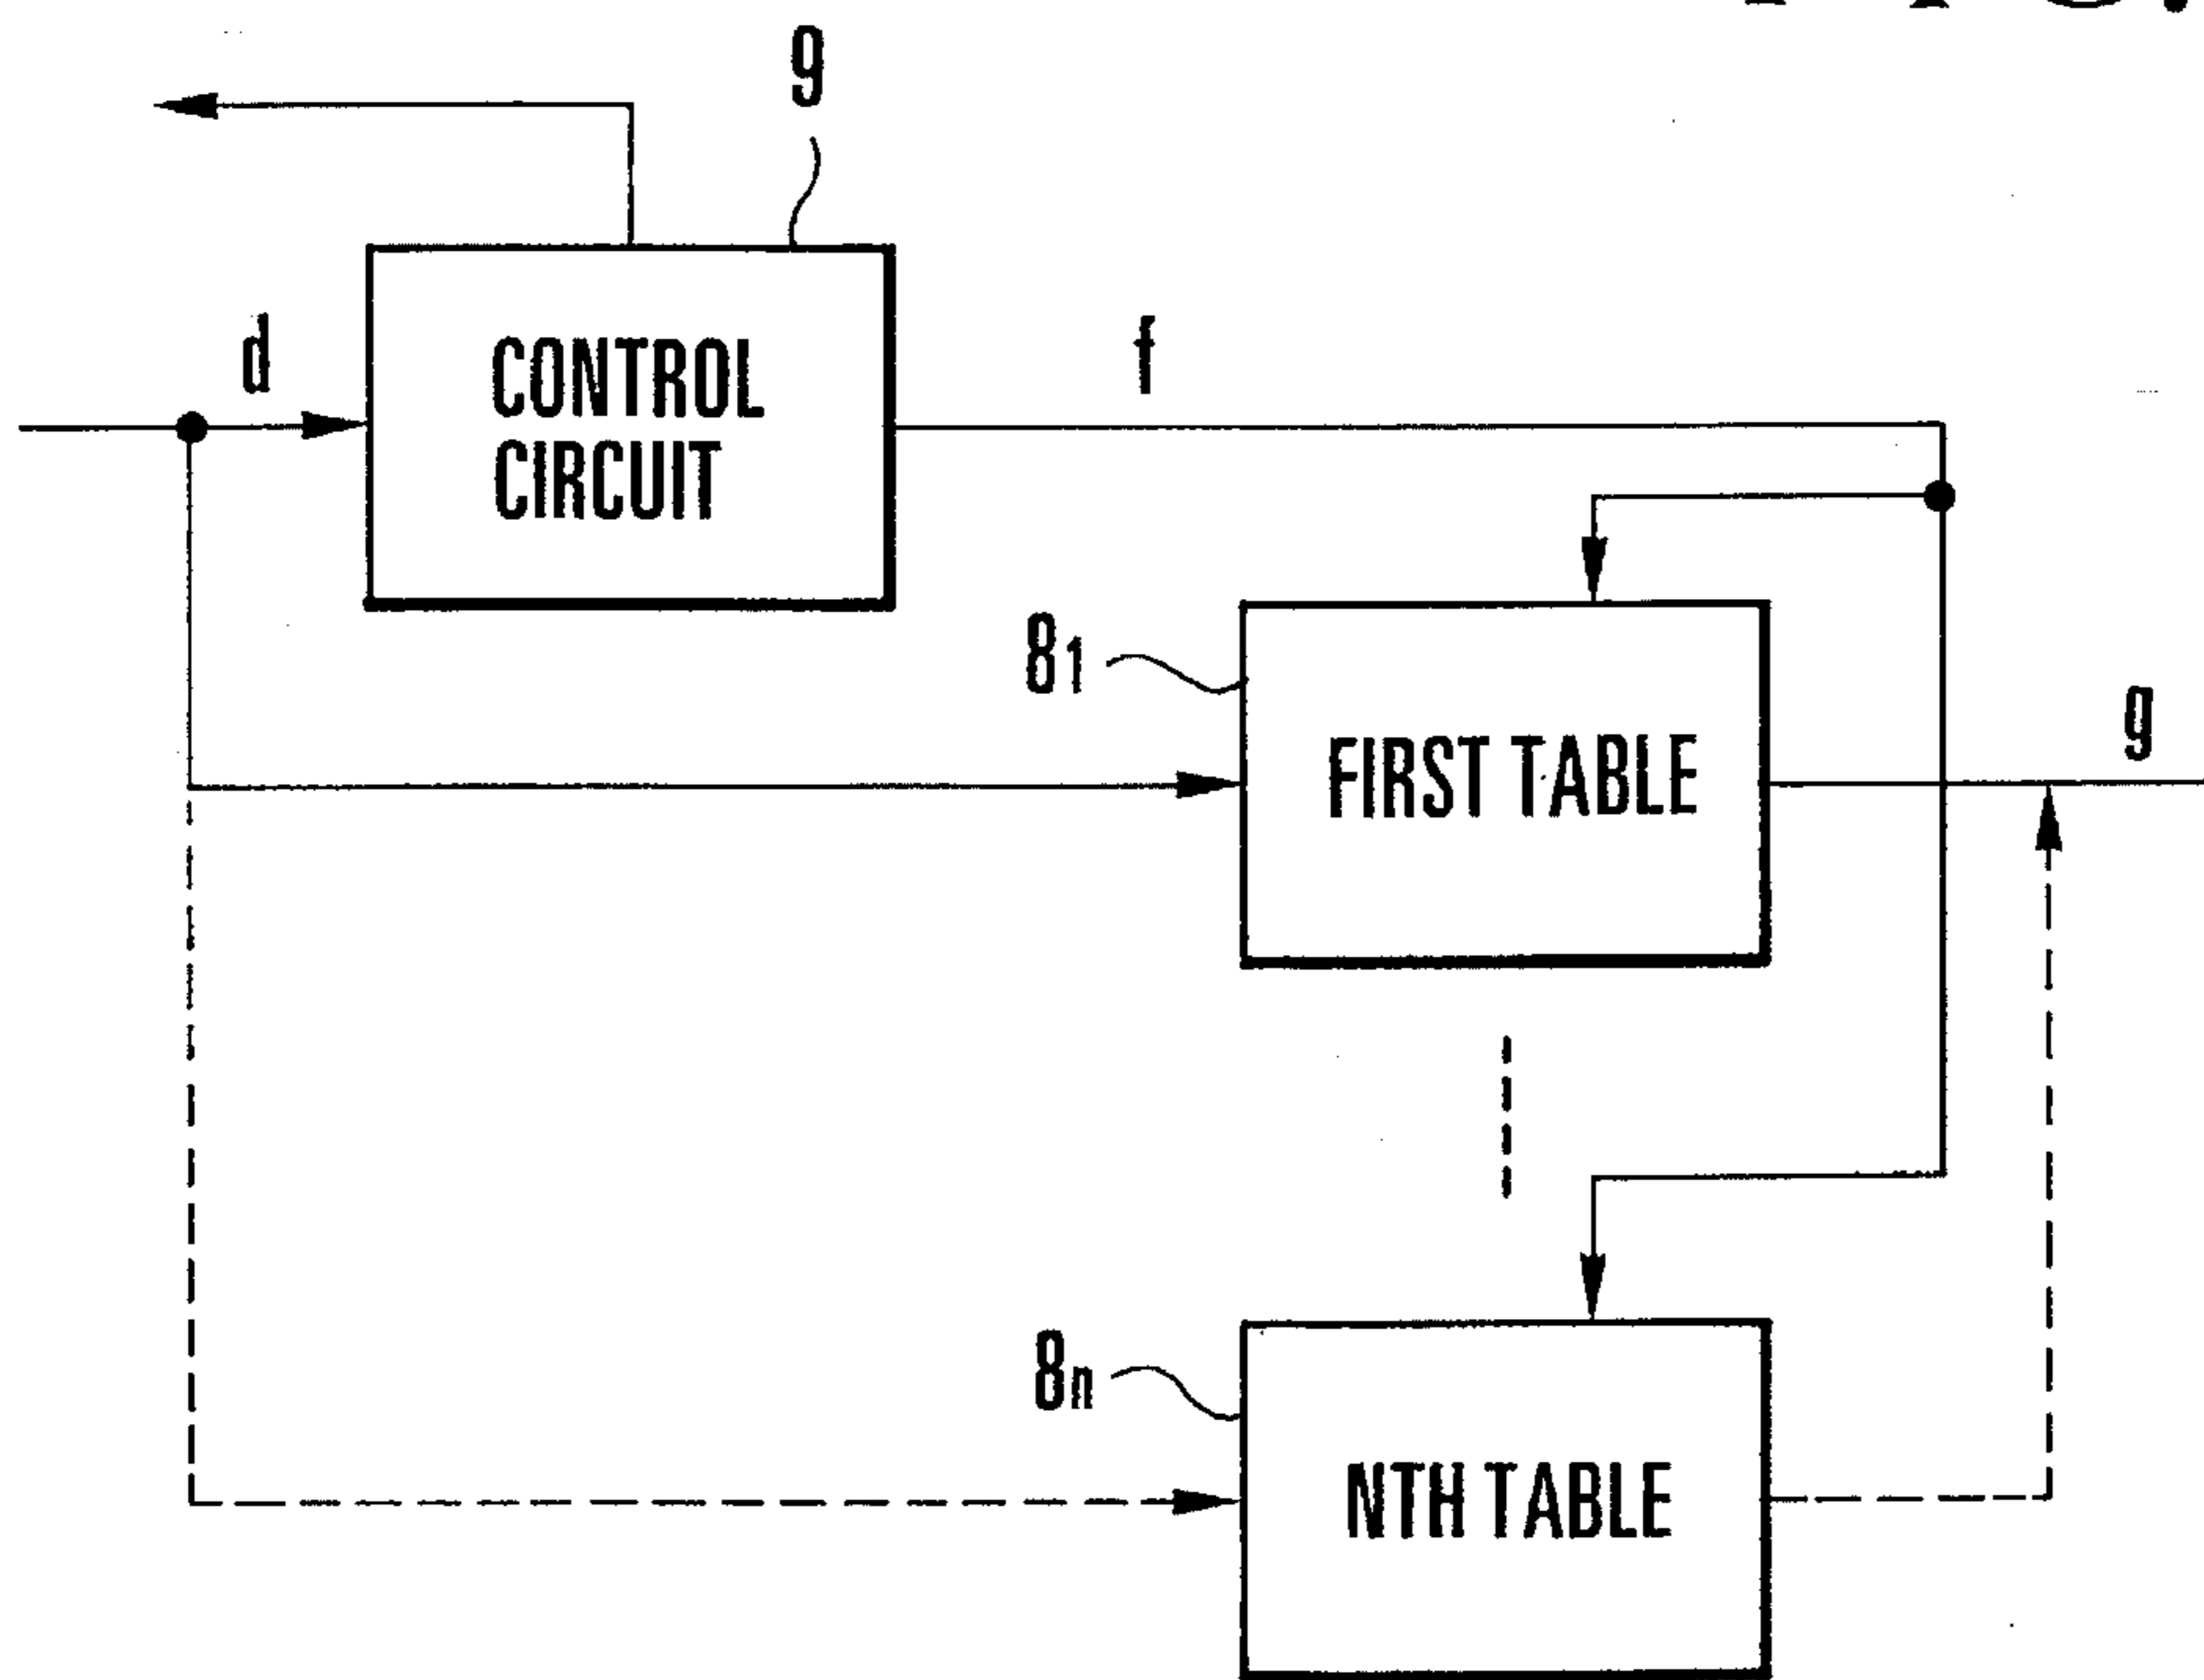 9
d
CONTROL
CIRCUIT
f
81
FIRST TABLE
g
8n
NTH TABLE